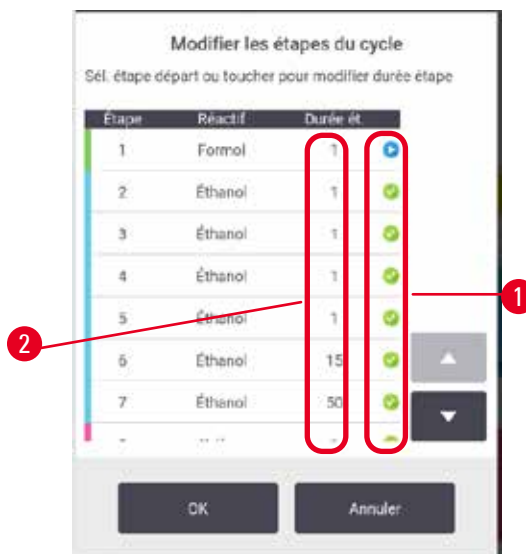 Modifier les étapes du cycle
Sél. étape départ ou toucher pour modifier durée étape
Étape Réactif Durée ét.
1 Formol 1
2 Éthanol 1
3 Éthanol 1
4 Éthanol 1
5 Éthanol 1
6 Éthanol 15
7 Éthanol 50
OK Annuler
1
2